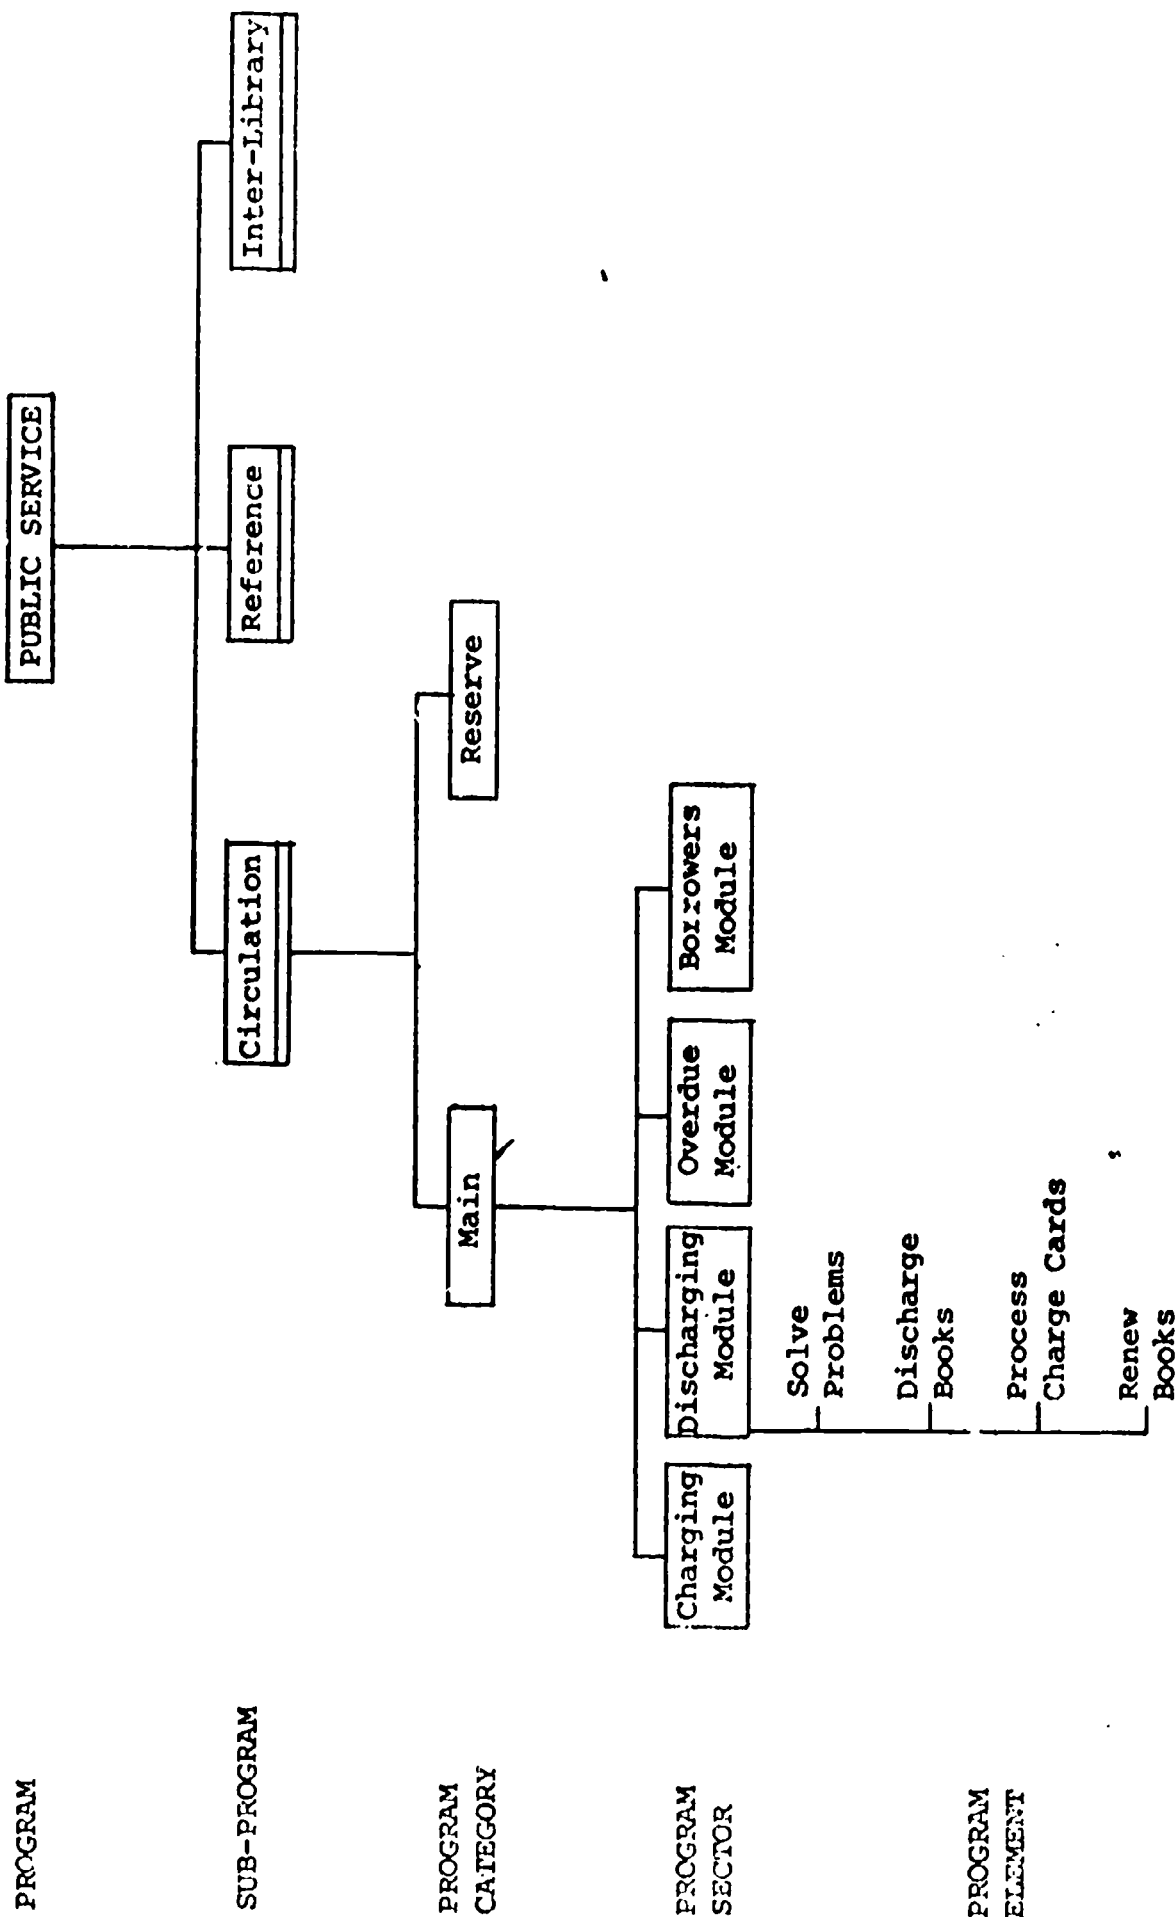 PROGRAM
PUBLIC SERVICE
SUB-PROGRAM
Circulation
Reference
Inter-Library
PROGRAM
CATEGORY
Main
Reserve
PROGRAM
SECTOR
Charging
Module
Discharging
Module
Overdue
Module
Borrowers
Module
PROGRAM
ELEMENT
Solve
Problems
Discharge
Books
Process
Charge Cards
Renew
Books